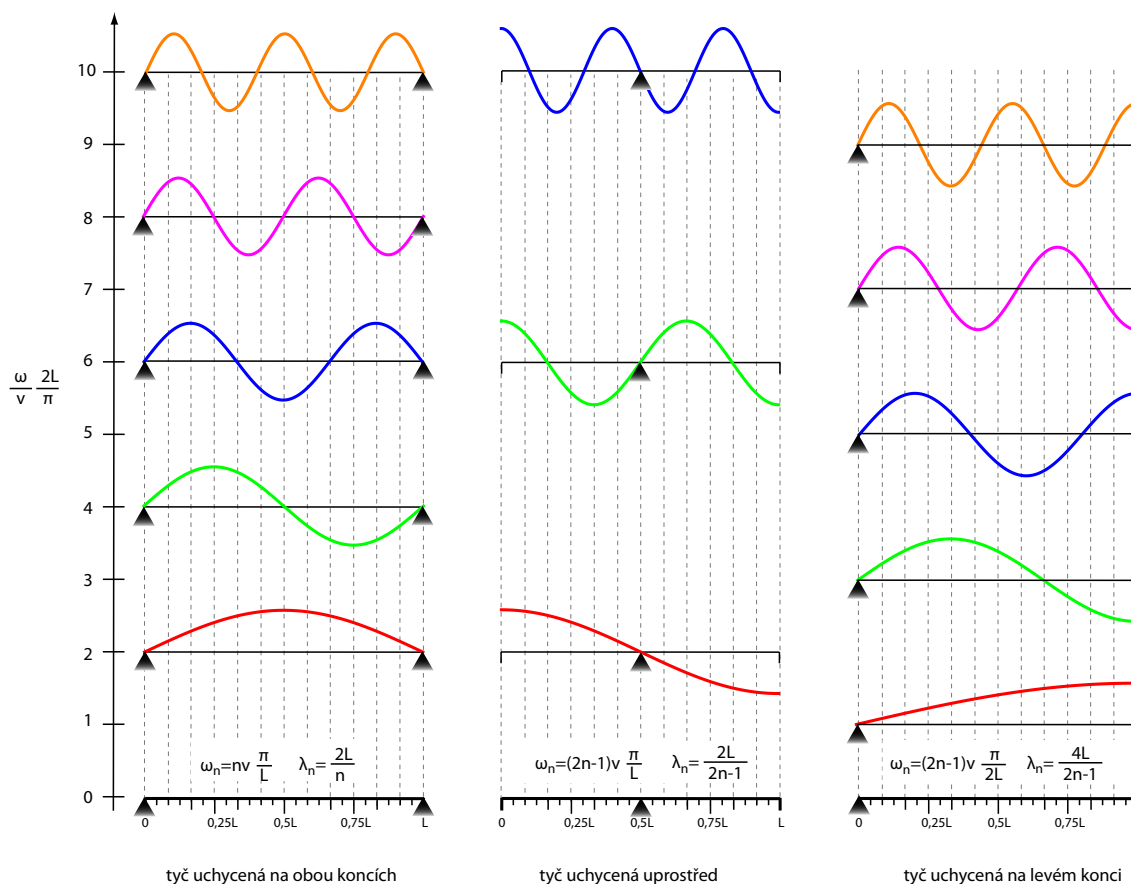 10
9
8
7
6
5
4
3
2
1
0
ω/v 2L/π
ωn=nv π/L λn= 2L/n
ωn=(2n-1)v π/L λn= 2L/2n-1
ωn=(2n-1)v π/2L λn= 4L/2n-1
0 0,25L 0,5L 0,75L L
0 0,25L 0,5L 0,75L L
0 0,25L 0,5L 0,75L
tyč uchycená na obou koncích
tyč uchycená uprostřed
tyč uchycená na levém konci